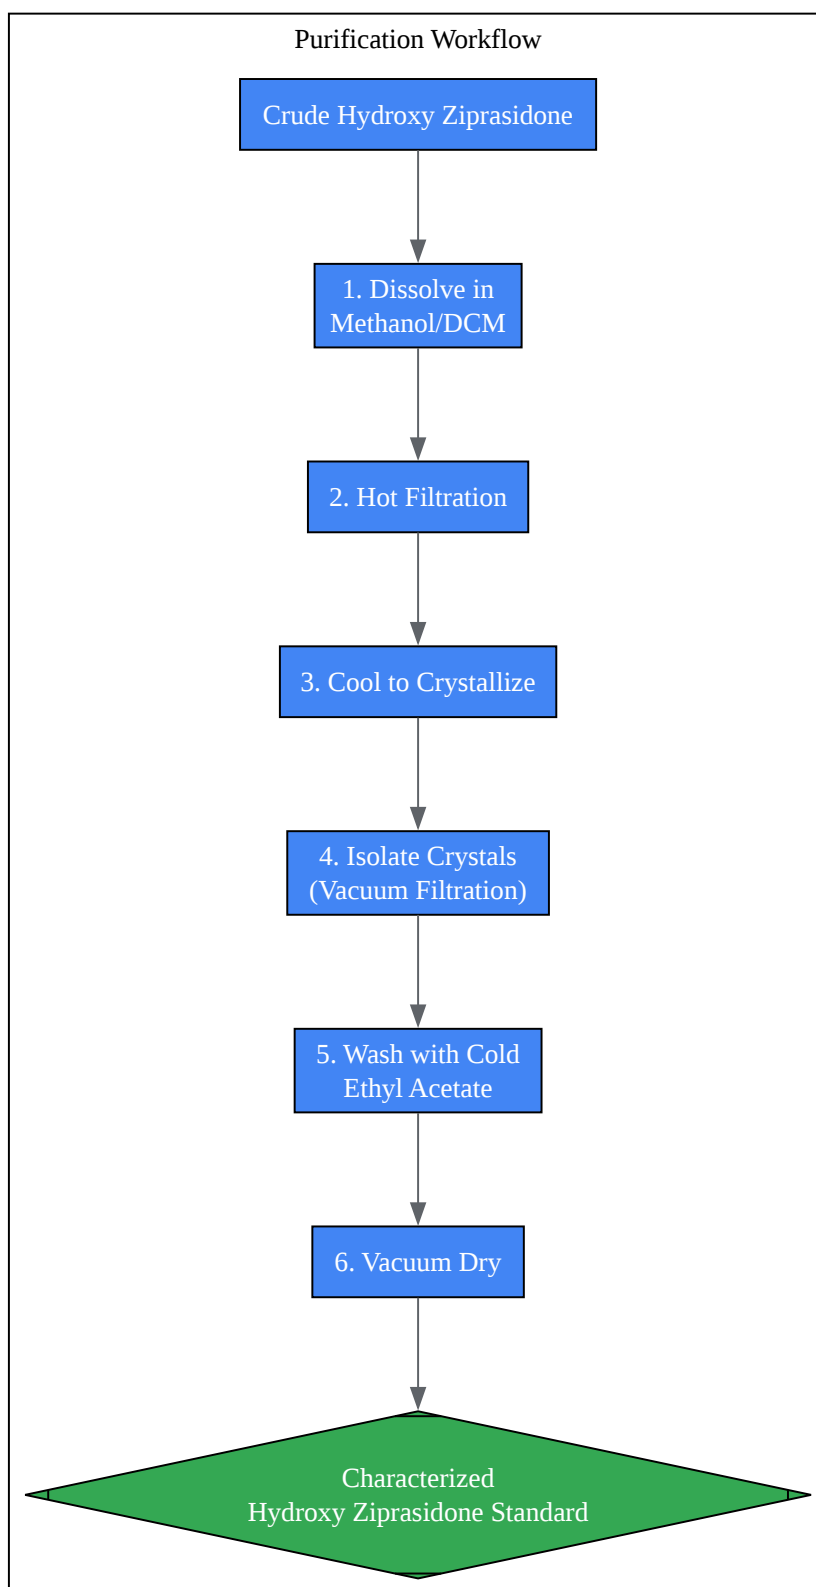 Purification Workflow
Crude Hydroxy Ziprasidone
1. Dissolve in
Methanol/DCM
2. Hot Filtration
3. Cool to Crystallize
4. Isolate Crystals
(Vacuum Filtration)
5. Wash with Cold
Ethyl Acetate
6. Vacuum Dry
Characterized
Hydroxy Ziprasidone Standard